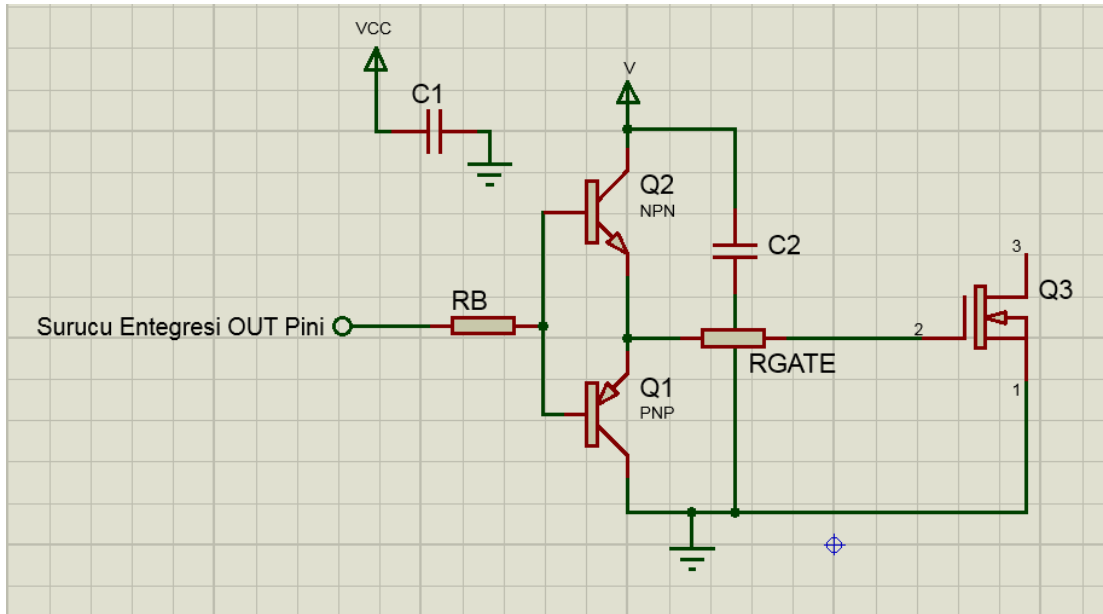 VCC
C1
V
Q2
NPN
C2
3
Q3
RB
Surucu Entegresi OUT Pini
2
RGATE
Q1
PNP
1